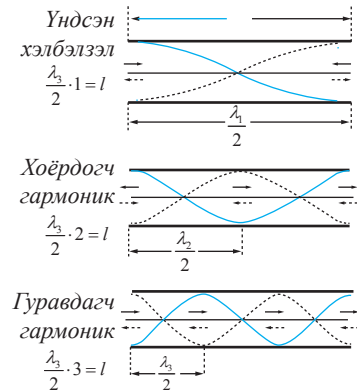 Үндсэн
хэлбэлзэл
λ₃/2 · 1 = l
λ₁/2
Хоёрдогч
гармоник
λ₃/2 · 2 = l
λ₂/2
Гуравдагч
гармоник
λ₃/2 · 3 = l
λ₃/2